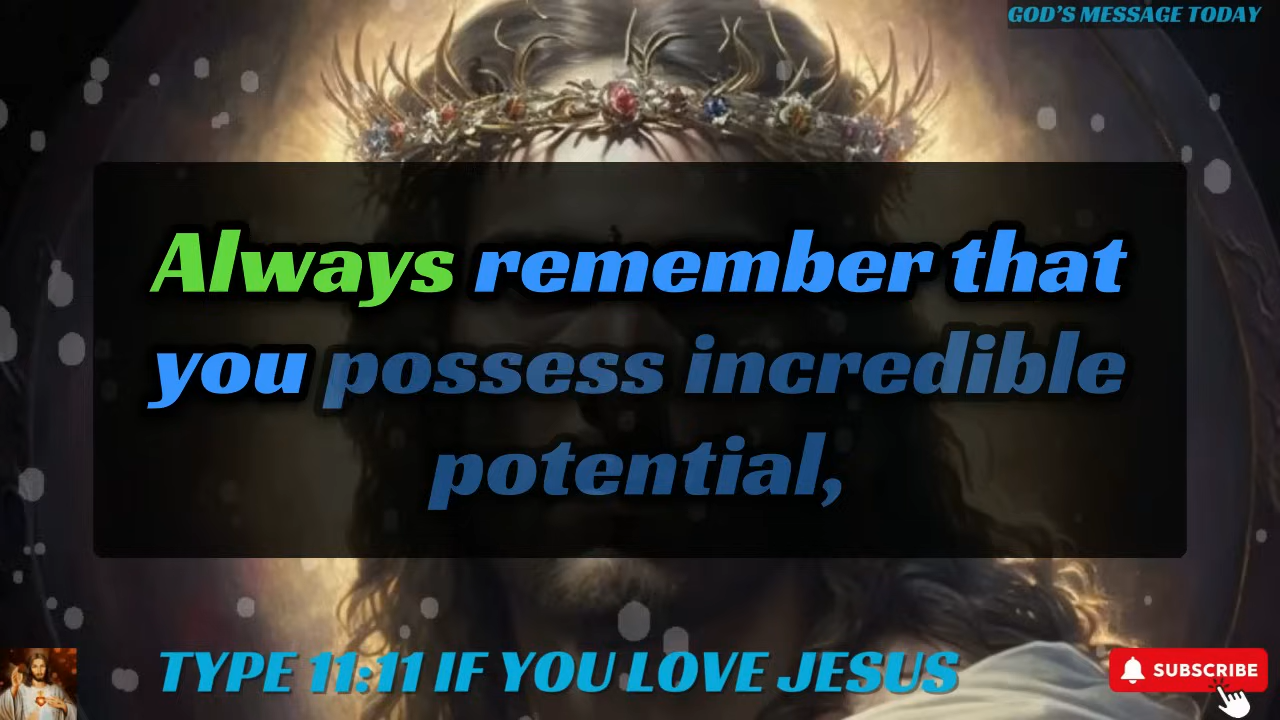 GOD'S MESSAGE TODAY
Always remember that
you possess incredible
potential,
TYPE 11:11 IF YOU LOVE JESUS
SUBSCRIBE